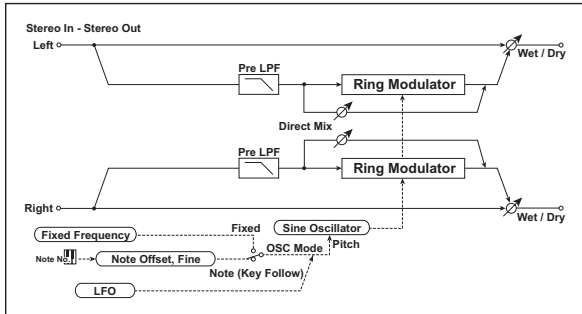 Stereo In - Stereo Out
Left
Wet / Dry
Pre LPF
Ring Modulator
Direct Mix
Pre LPF
Ring Modulator
Right
Wet / Dry
Fixed Frequency
Fixed
Sine Oscillator
OSC Mode
Pitch
Note No.
Note Offset, Fine
Note (Key Follow)
LFO